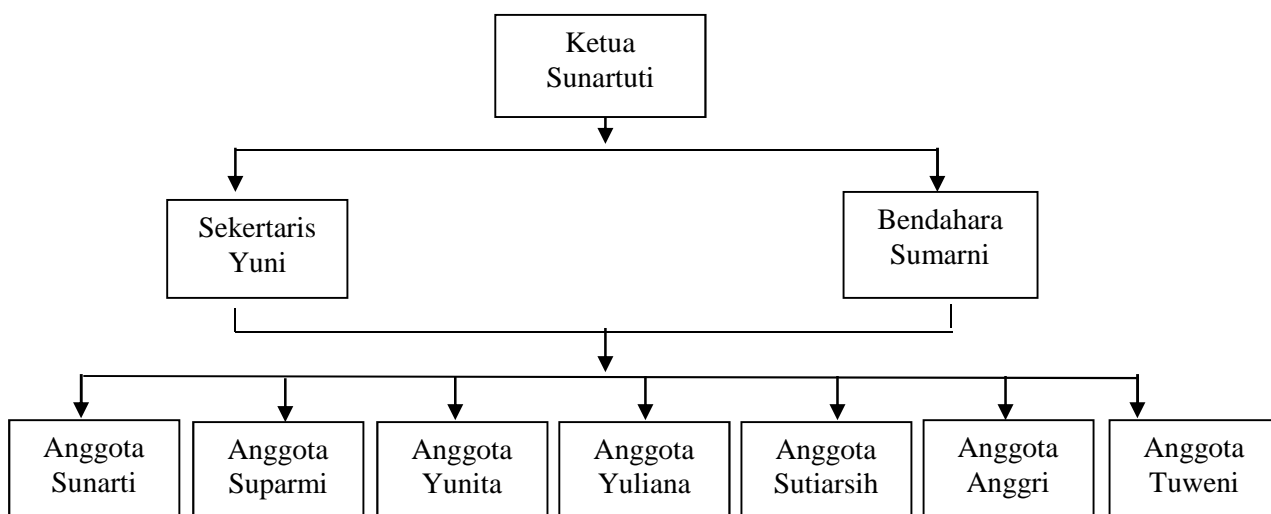 Ketua
Sunartuti
Sekertaris
Yuni
Bendahara
Sumarni
Anggota
Sunarti
Anggota
Suparmi
Anggota
Yunita
Anggota
Yuliana
Anggota
Sutiarsih
Anggota
Anggri
Anggota
Tuweni